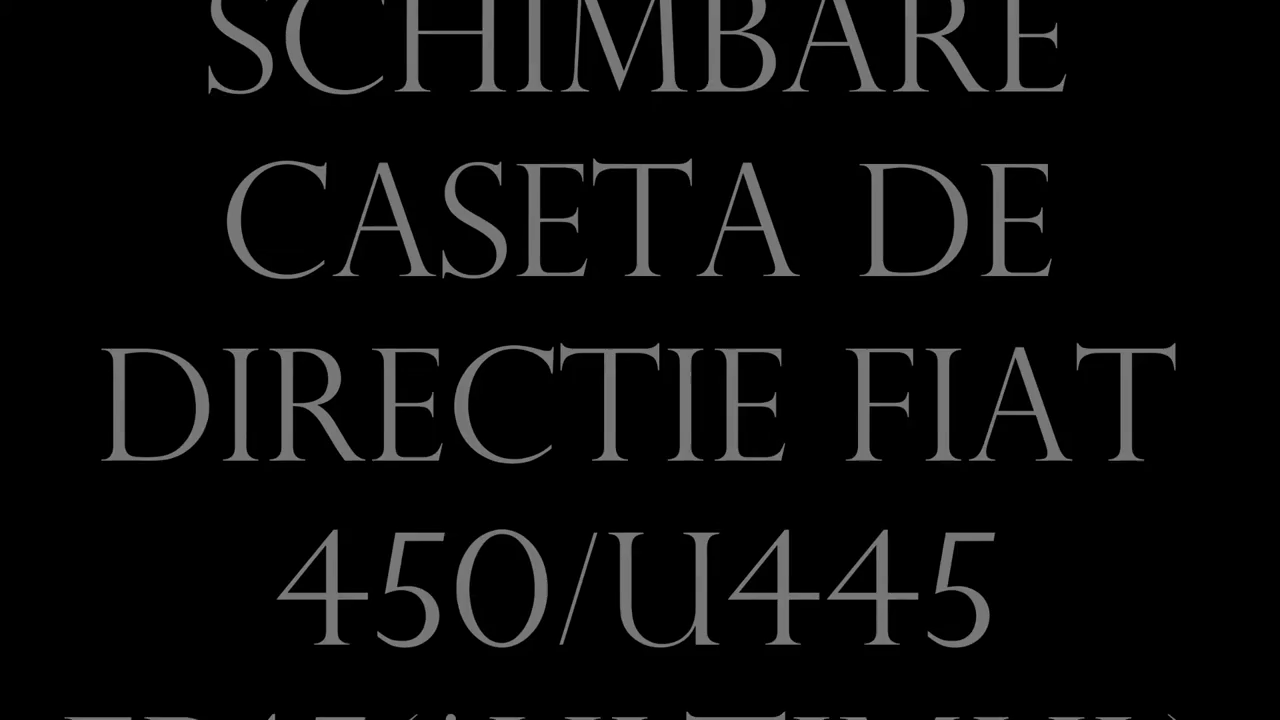 SCHIMBARE
CASETA DE
DIRECTIE FIAT
450/U445